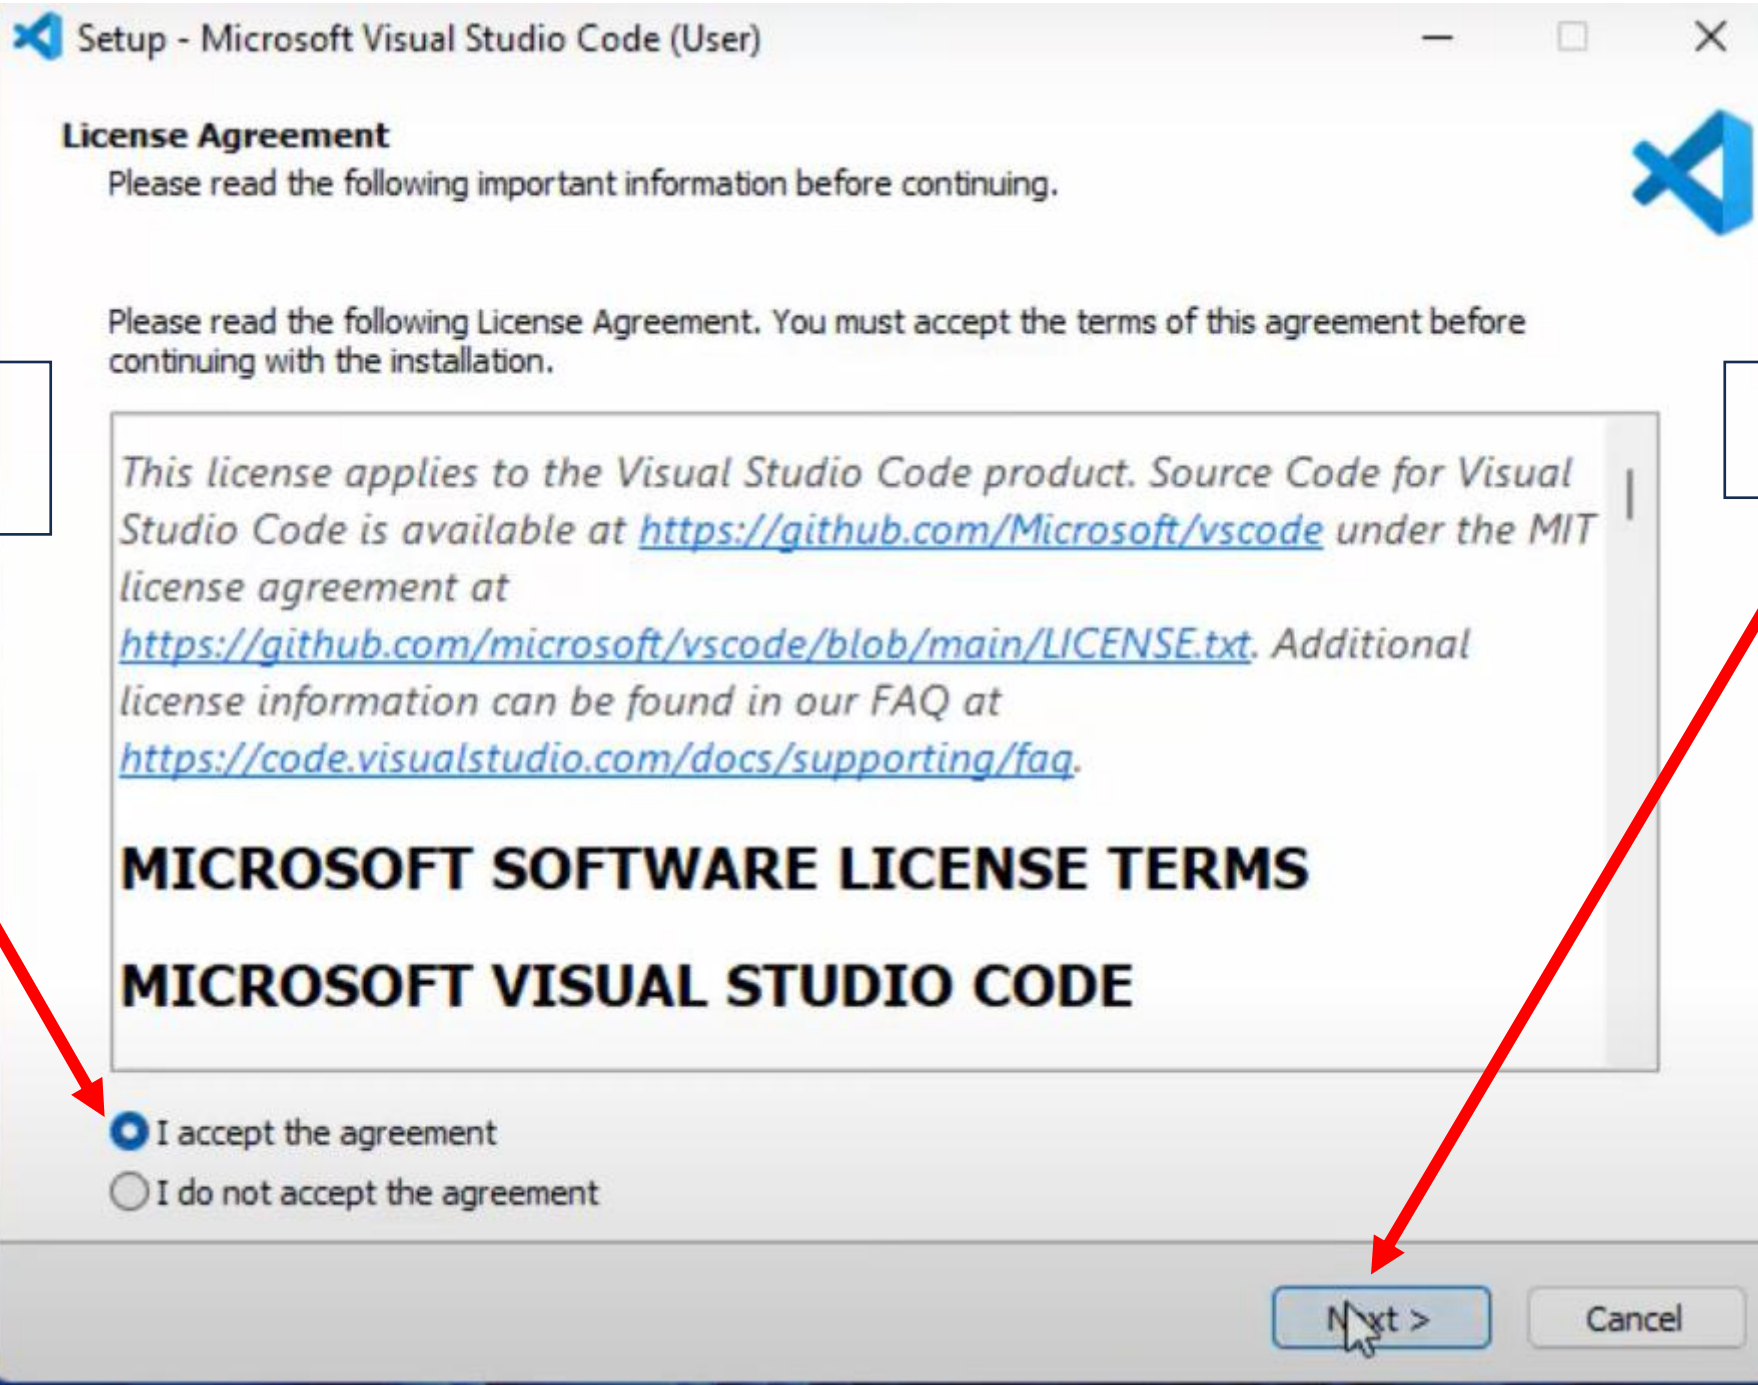 Setup - Microsoft Visual Studio Code (User)
License Agreement
Please read the following important information before continuing.
Please read the following License Agreement. You must accept the terms of this agreement before
continuing with the installation.
This license applies to the Visual Studio Code product. Source Code for Visual
Studio Code is available at https://github.com/Microsoft/vscode under the MIT
license agreement at
https://github.com/microsoft/vscode/blob/main/LICENSE.txt. Additional
license information can be found in our FAQ at
https://code.visualstudio.com/docs/supporting/faq.
MICROSOFT SOFTWARE LICENSE TERMS
MICROSOFT VISUAL STUDIO CODE
I accept the agreement
I do not accept the agreement
Next >
Cancel